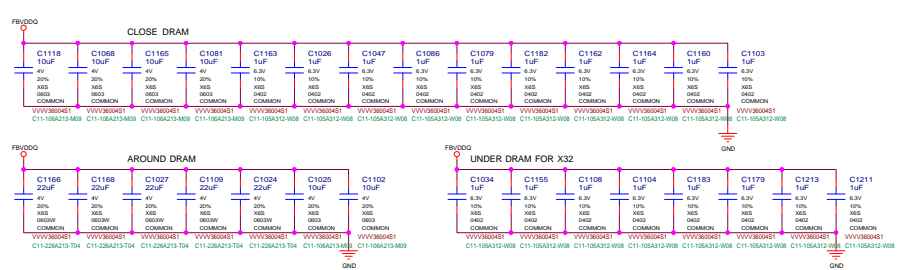 FBVDDQ
CLOSE DRAM
C1118 C1068 C1165 C1081 C1163 C1026 C1047 C1086 C1079 C1182 C1162 C1164 C1160 C1103
10uF 10uF 10uF 10uF 1uF 1uF 1uF 1uF 1uF 1uF 1uF 1uF 1uF 1uF
4V 4V 4V 4V 6.3V 6.3V 6.3V 6.3V 6.3V 6.3V 6.3V 6.3V 6.3V 6.3V
20% 20% 20% 20% 10% 10% 10% 10% 10% 10% 10% 10% 10% 10%
X6S X6S X6S X6S X6S X6S X6S X6S X6S X6S X6S X6S X6S X6S
0603 0603 0603 0603 0402 0402 0402 0402 0402 0402 0402 0402 0402 0402
COMMON COMMON COMMON COMMON COMMON COMMON COMMON COMMON COMMON COMMON COMMON COMMON COMMON COMMON
VVVV36004S1 VVVV36004S1 VVVV36004S1 VVVV36004S1 VVVV36004S1 VVVV36004S1 VVVV36004S1 VVVV36004S1 VVVV36004S1 VVVV36004S1 VVVV36004S1 VVVV36004S1 VVVV36004S1 VVVV36004S1
C11-106A213-M09 C11-106A213-M09 C11-106A213-M09 C11-106A213-M09 C11-105A312-W08 C11-105A312-W08 C11-105A312-W08 C11-105A312-W08 C11-105A312-W08 C11-105A312-W08 C11-105A312-W08 C11-105A312-W08 C11-105A312-W08 C11-105A312-W08
GND
FBVDDQ
AROUND DRAM
C1166 C1168 C1027 C1109 C1024 C1025 C1102
22uF 22uF 22uF 22uF 22uF 10uF 10uF
4V 4V 4V 4V 4V 4V 4V
20% 20% 20% 20% 20% 20% 20%
X6S X6S X6S X6S X6S X6S X6S
0603W 0603W 0603W 0603W 0603W 0603 0603
COMMON COMMON COMMON COMMON COMMON COMMON COMMON
VVVV36004S1 VVVV36004S1 VVVV36004S1 VVVV36004S1 VVVV36004S1 VVVV36004S1 VVVV36004S1
C11-226A213-T04 C11-226A213-T04 C11-226A213-T04 C11-226A213-T04 C11-226A213-T04 C11-106A213-M09 C11-106A213-M09
GND
FBVDDQ
UNDER DRAM FOR X32
C1034 C1155 C1108 C1104 C1183 C1179 C1213 C1211
1uF 1uF 1uF 1uF 1uF 1uF 1uF 1uF
6.3V 6.3V 6.3V 6.3V 6.3V 6.3V 6.3V 6.3V
10% 10% 10% 10% 10% 10% 10% 10%
X6S X6S X6S X6S X6S X6S X6S X6S
0402 0402 0402 0402 0402 0402 0402 0402
COMMON COMMON COMMON COMMON COMMON COMMON COMMON COMMON
VVVV36004S1 VVVV36004S1 VVVV36004S1 VVVV36004S1 VVVV36004S1 VVVV36004S1 VVVV36004S1 VVVV36004S1
C11-105A312-W08 C11-105A312-W08 C11-105A312-W08 C11-105A312-W08 C11-105A312-W08 C11-105A312-W08 C11-105A312-W08 C11-105A312-W08
GND